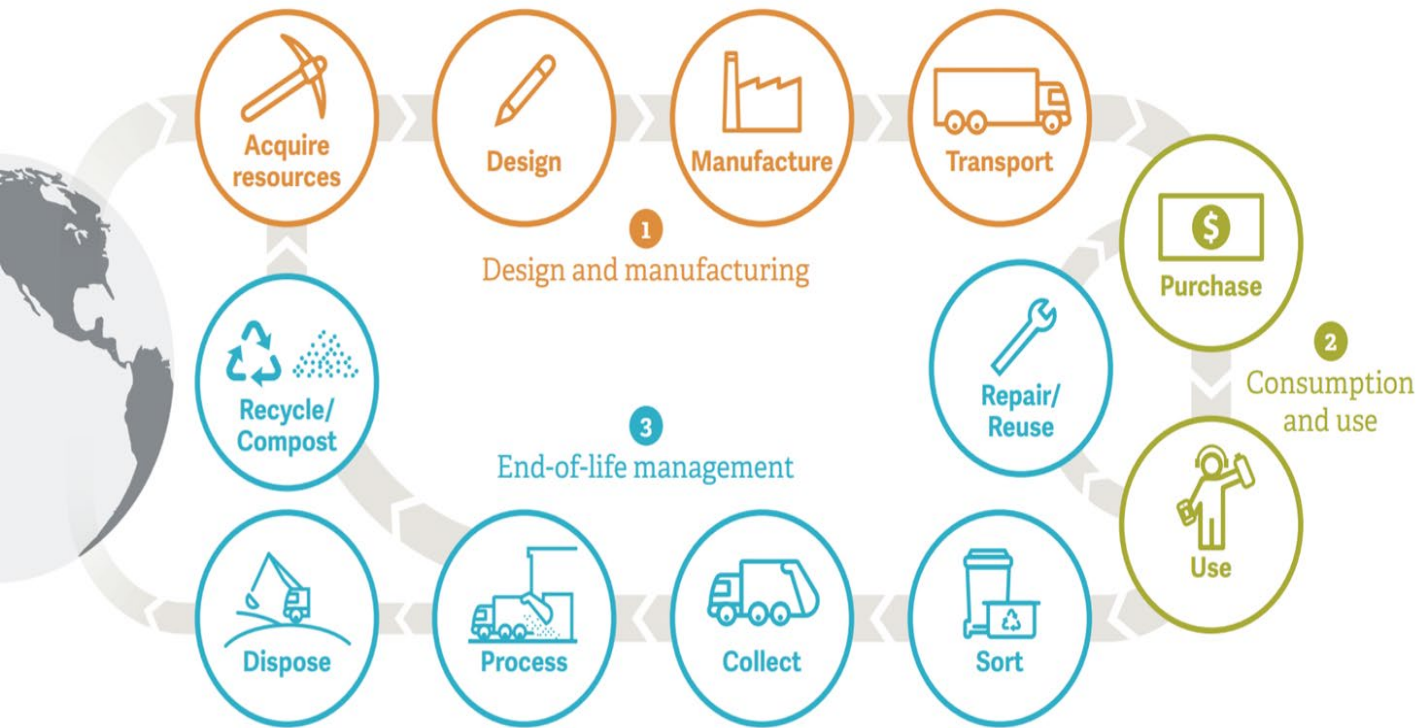 Acquire
resources
Design
Manufacture
Transport
1
Design and manufacturing
$
Purchase
2
Consumption
and use
Use
Repair/
Reuse
3
End-of-life management
Sort
Collect
Process
Dispose
Recycle/
Compost